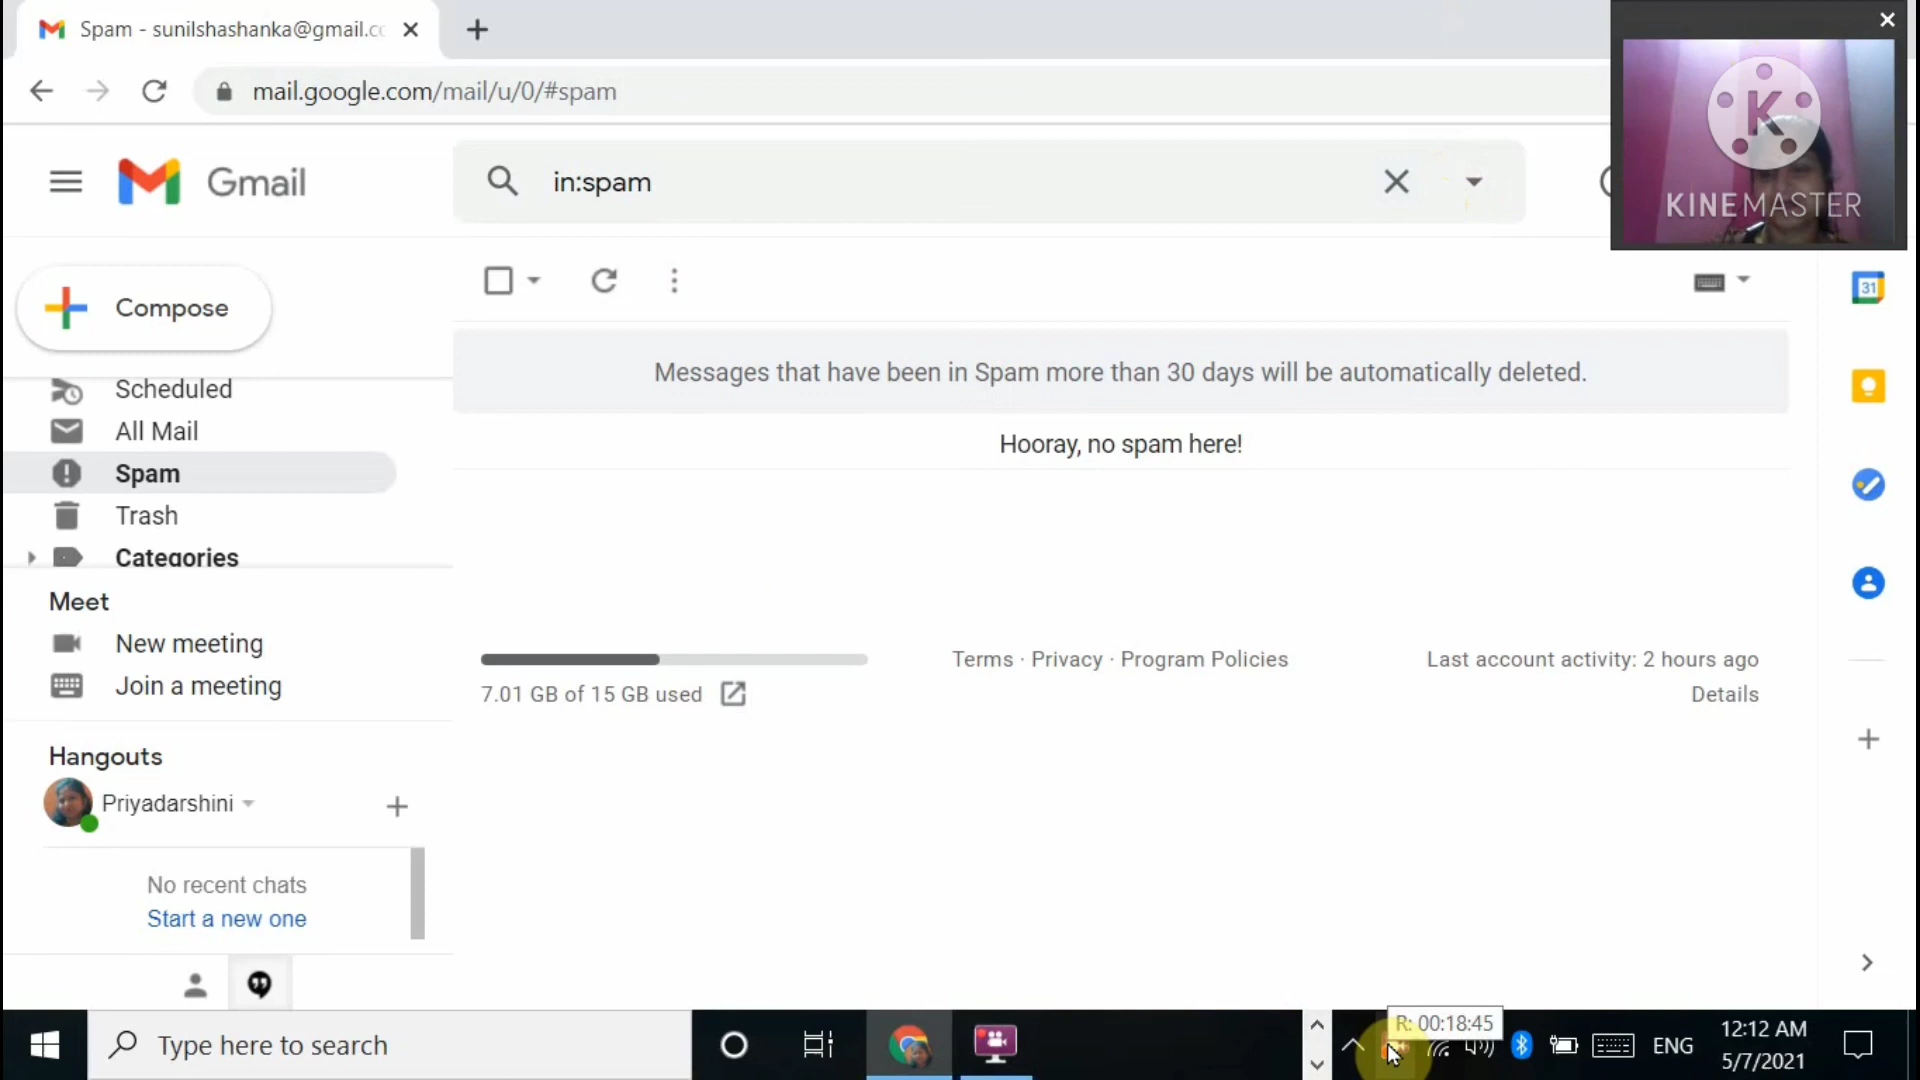 Spam - sunilshashanka@gmail.co
mail.google.com/mail/u/0/#spam
KINEMASTER
Gmail
in:spam
Compose
31
Messages that have been in Spam more than 30 days will be automatically deleted.
Hooray, no spam here!
Scheduled
All Mail
Spam
Trash
Categories
Meet
New meeting
Join a meeting
7.01 GB of 15 GB used
Terms · Privacy · Program Policies
Last account activity: 2 hours ago
Details
Hangouts
Priyadarshini
No recent chats
Start a new one
R: 00:18:45
Type here to search
ENG
12:12 AM
5/7/2021